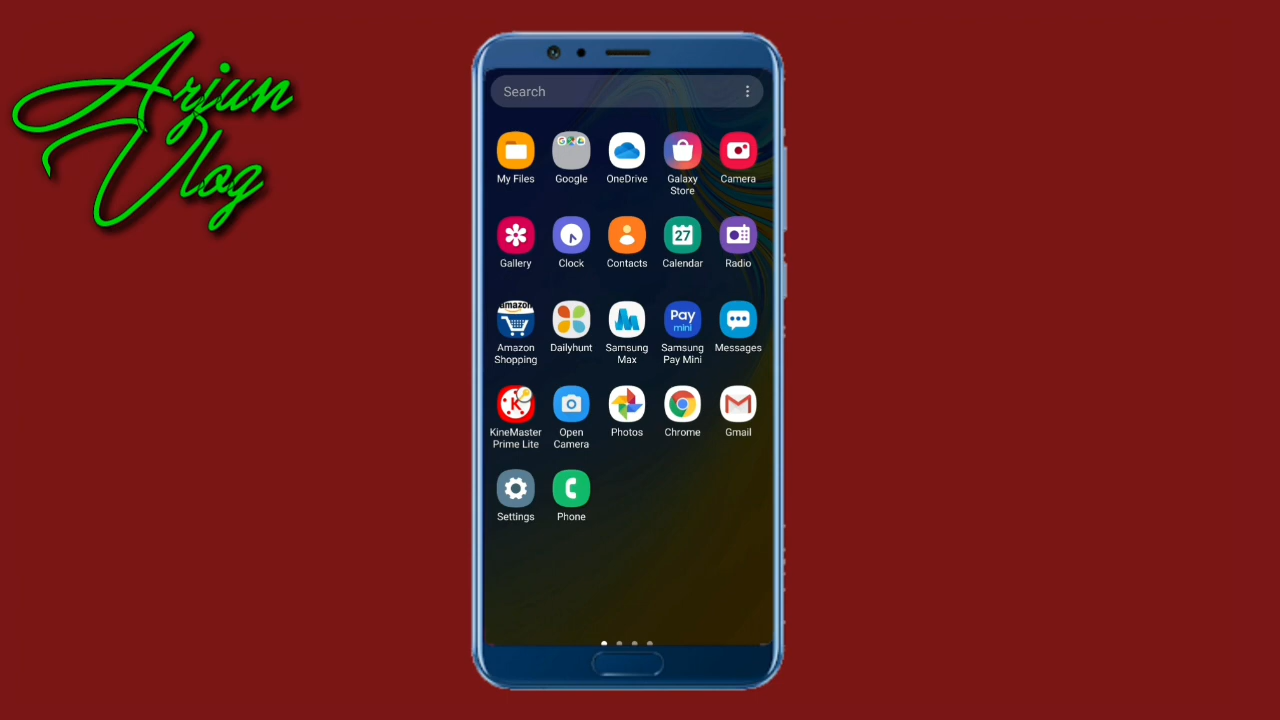 Arjun
Vlog
Search
My Files
Google
OneDrive
Galaxy
Store
Camera
Gallery
Clock
Contacts
27
Calendar
Radio
amazon
Pay
mini
Amazon
Shopping
Dailyhunt
Samsung
Max
Samsung
Pay Mini
Messages
K
KineMaster
Prime Lite
Open
Camera
Photos
Chrome
Gmail
Settings
Phone